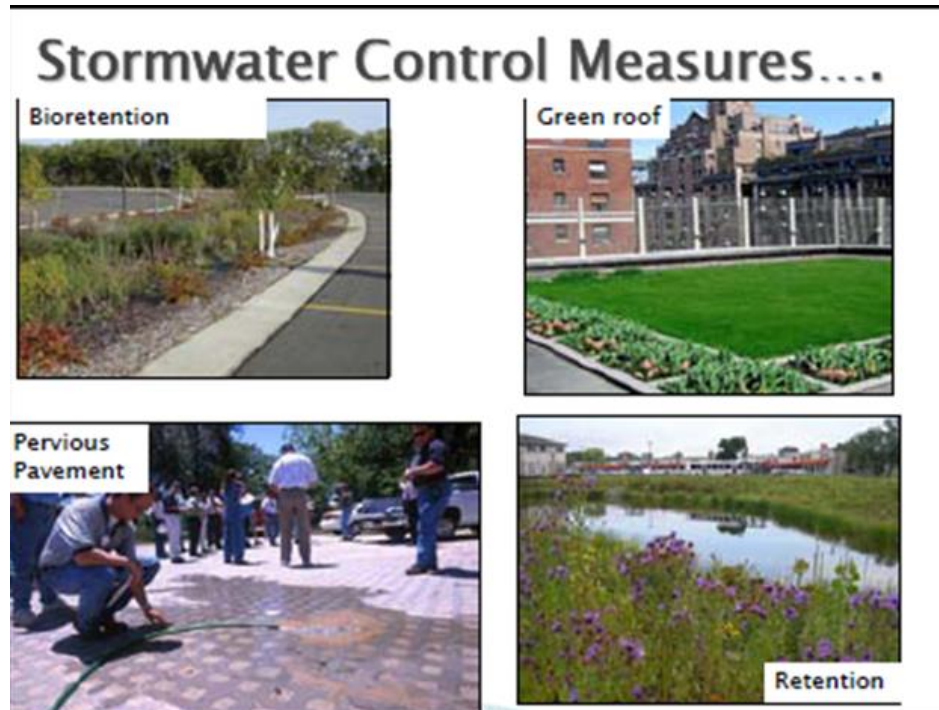 Stormwater Control Measures....
Bioretention
Green roof
Pervious
Pavement
Retention